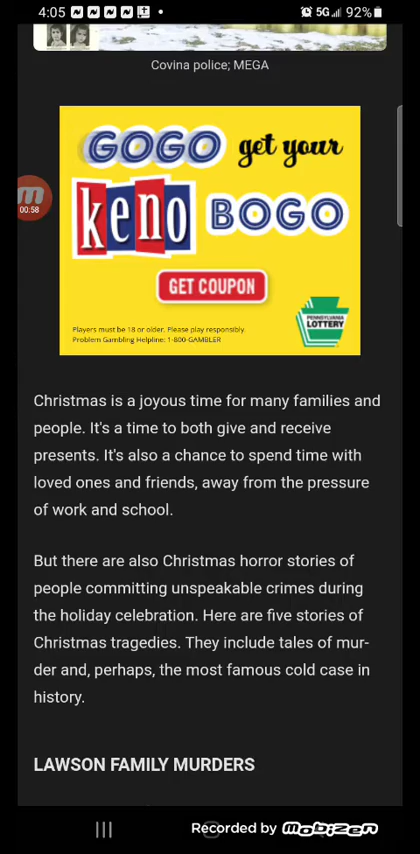 4:05 N N N N 5G 92%
Covina police; MEGA
GOGO get your
keno BOGO
GET COUPON
PENNSYLVANIA
LOTTERY
Players must be 18 or older. Please play responsibly.
Problem Gambling Helpline: 1-800-GAMBLER
m
00:58
Christmas is a joyous time for many families and
people. It's a time to both give and receive
presents. It's also a chance to spend time with
loved ones and friends, away from the pressure
of work and school.
But there are also Christmas horror stories of
people committing unspeakable crimes during
the holiday celebration. Here are five stories of
Christmas tragedies. They include tales of mur-
der and, perhaps, the most famous cold case in
history.
LAWSON FAMILY MURDERS
Recorded by mobizen